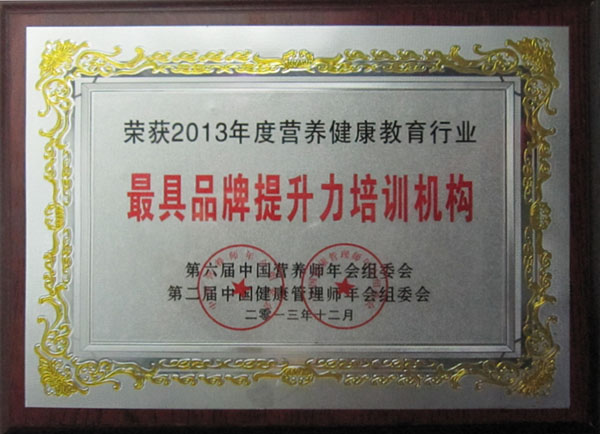 荣获2013年度营养健康教育行业
最具品牌提升力培训机构
第六届中国营养师年会组委会
第二届中国健康管理师年会组委会
二零一三年十二月